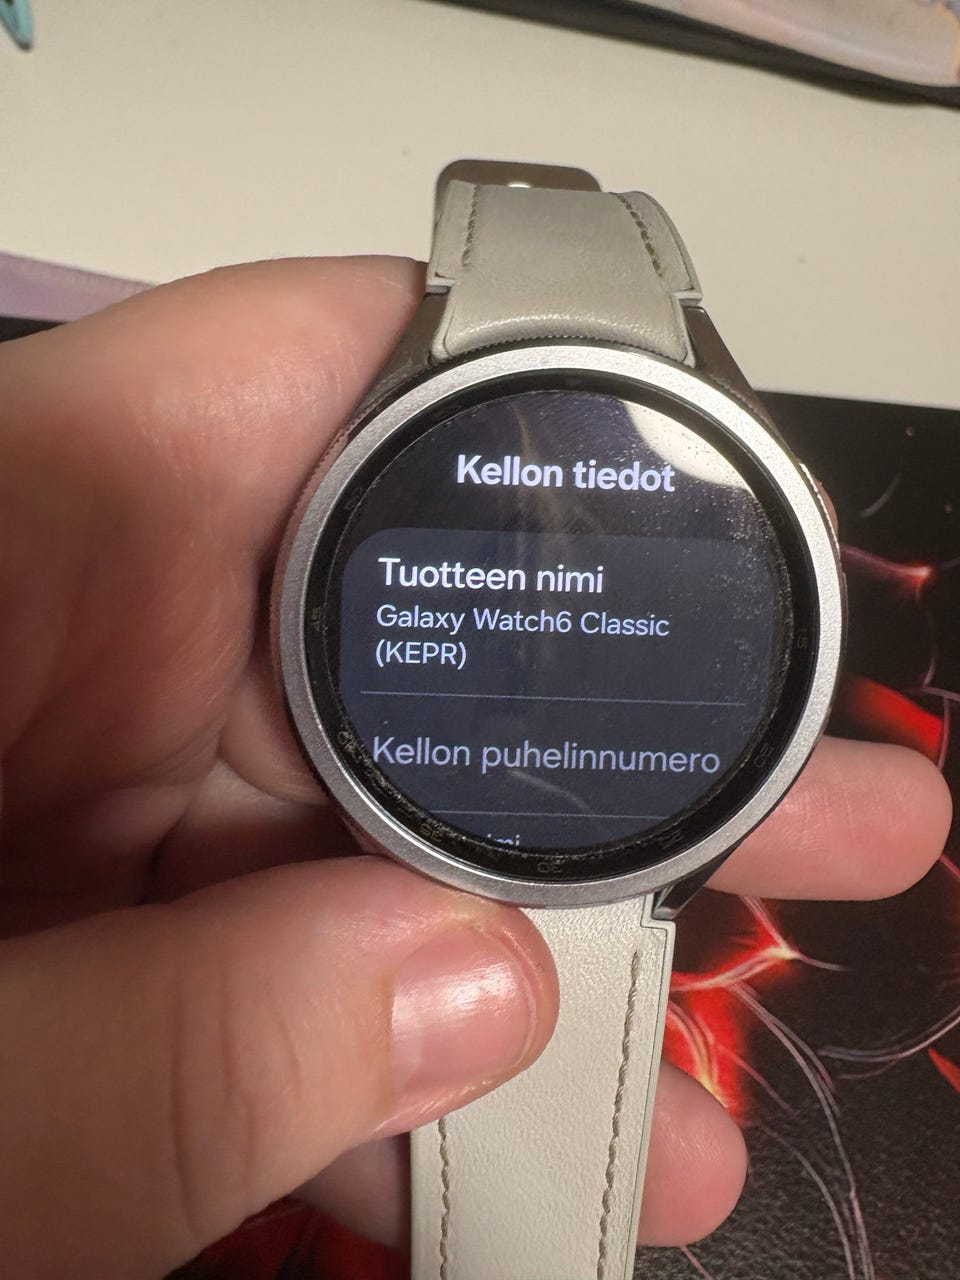 Kellon tiedot
Tuotteen nimi
Galaxy Watch6 Classic
(KEPR)
Kellon puhelinnumero